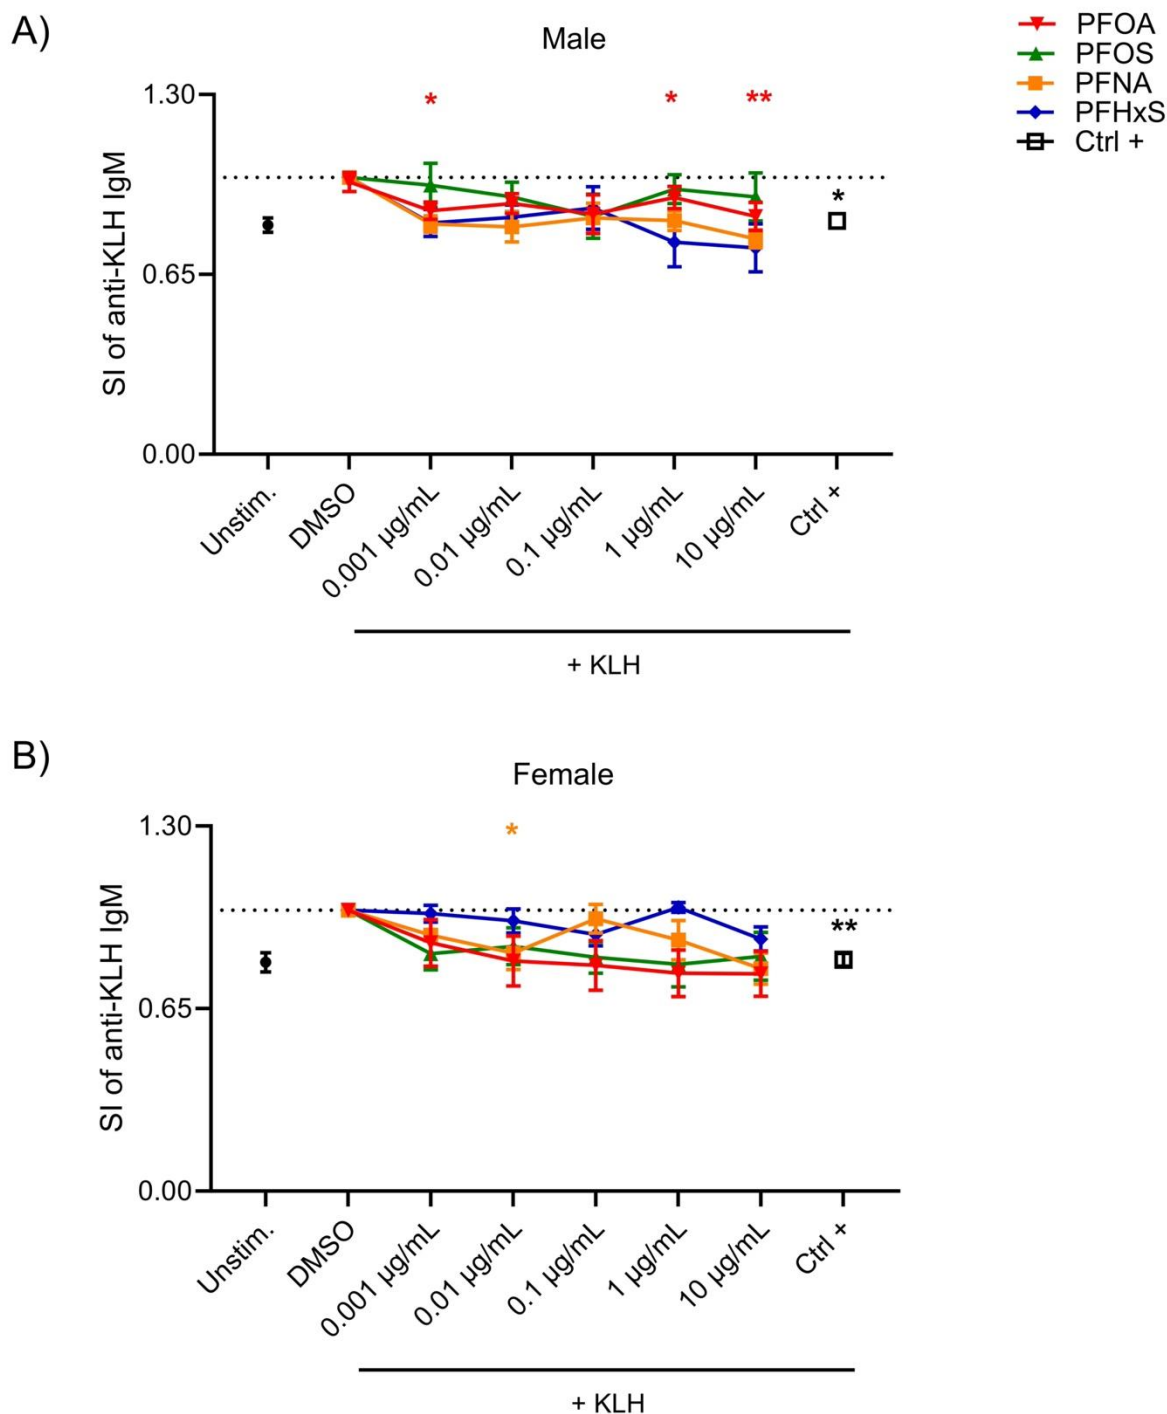 A)
Male
PFOA
PFOS
PFNA
PFHxS
Ctrl +
* * **
1.30
0.65
0.00
SI of anti-KLH IgM
*
Unstim.
DMSO
0.001 µg/mL
0.01 µg/mL
0.1 µg/mL
1 µg/mL
10 µg/mL
Ctrl +
+ KLH
B)
Female
*
1.30
0.65
0.00
SI of anti-KLH IgM
**
Unstim.
DMSO
0.001 µg/mL
0.01 µg/mL
0.1 µg/mL
1 µg/mL
10 µg/mL
Ctrl +
+ KLH